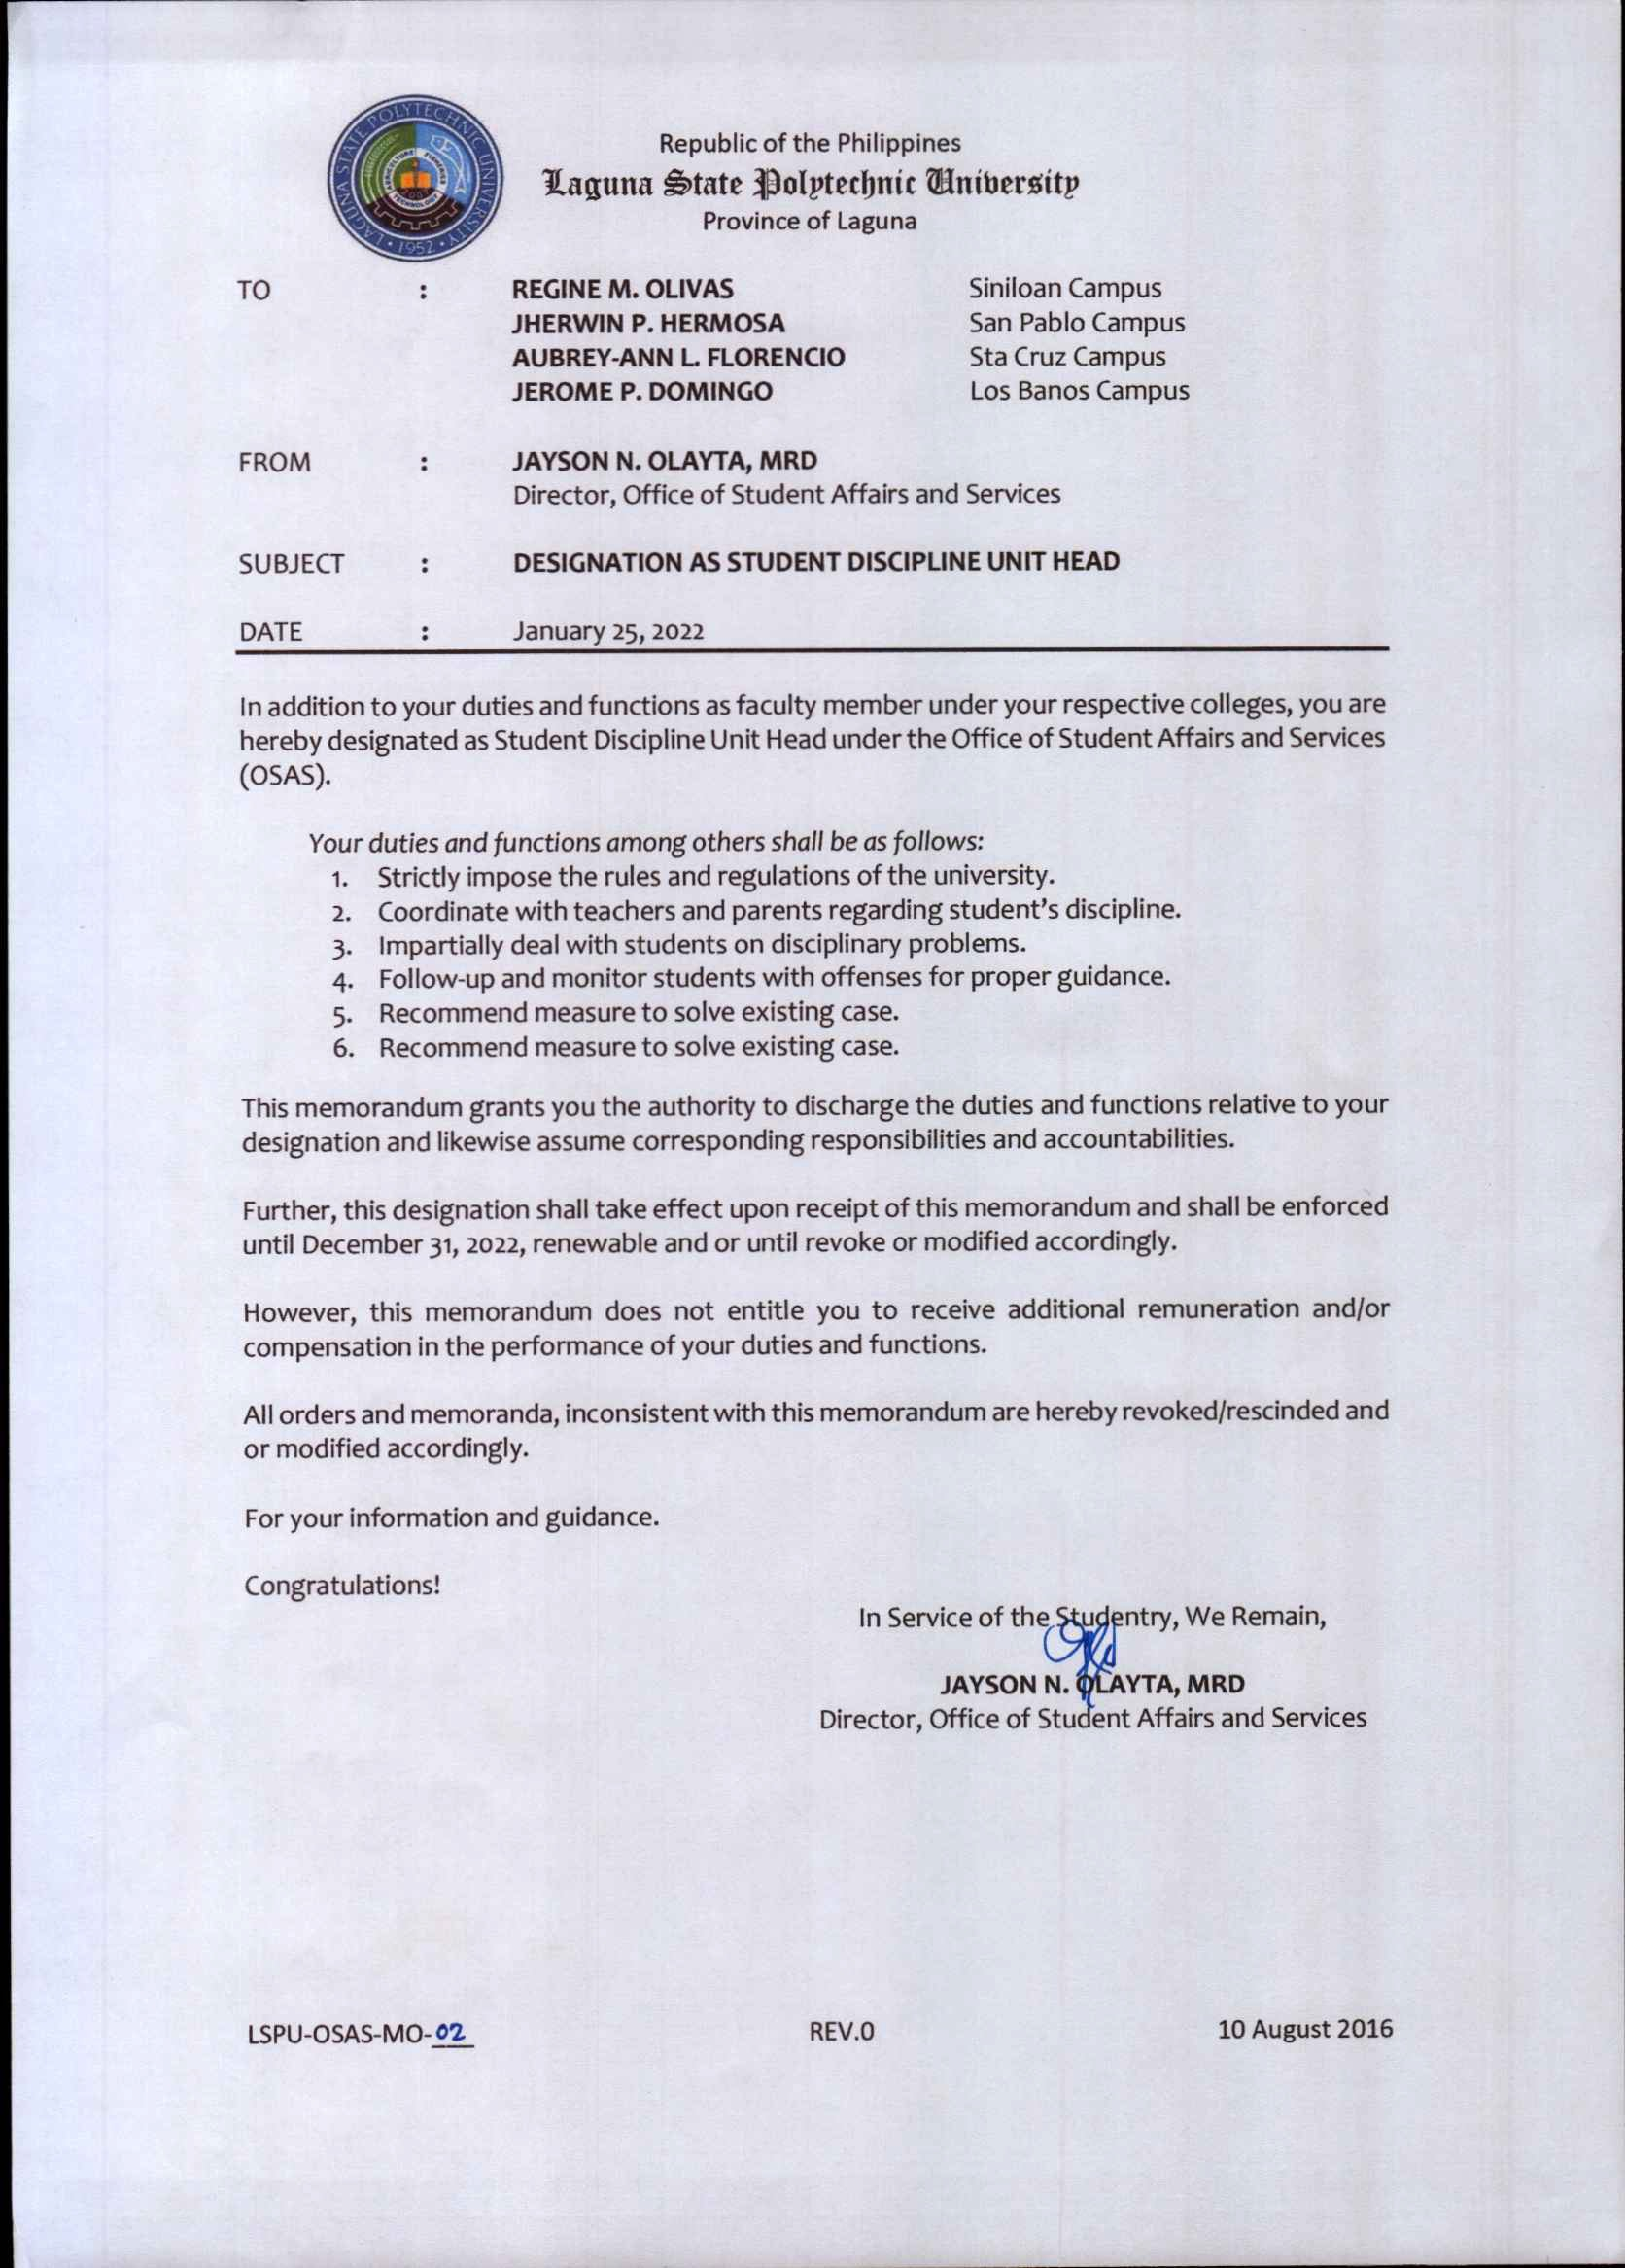 LAGUNA STATE POLYTECHNIC UNIVERSITY
• 1952 •
AGRICULTURE FISHERIES
TECHNOLOGY
Republic of the Philippines
Laguna State Polytechnic University
Province of Laguna
TO : REGINE M. OLIVAS Siniloan Campus
JHERWIN P. HERMOSA San Pablo Campus
AUBREY-ANN L. FLORENCIO Sta Cruz Campus
JEROME P. DOMINGO Los Banos Campus
FROM : JAYSON N. OLAYTA, MRD
Director, Office of Student Affairs and Services
SUBJECT : DESIGNATION AS STUDENT DISCIPLINE UNIT HEAD
DATE : January 25, 2022
In addition to your duties and functions as faculty member under your respective colleges, you are
hereby designated as Student Discipline Unit Head under the Office of Student Affairs and Services
(OSAS).
Your duties and functions among others shall be as follows:
1. Strictly impose the rules and regulations of the university.
2. Coordinate with teachers and parents regarding student's discipline.
3. Impartially deal with students on disciplinary problems.
4. Follow-up and monitor students with offenses for proper guidance.
5. Recommend measure to solve existing case.
6. Recommend measure to solve existing case.
This memorandum grants you the authority to discharge the duties and functions relative to your
designation and likewise assume corresponding responsibilities and accountabilities.
Further, this designation shall take effect upon receipt of this memorandum and shall be enforced
until December 31, 2022, renewable and or until revoke or modified accordingly.
However, this memorandum does not entitle you to receive additional remuneration and/or
compensation in the performance of your duties and functions.
All orders and memoranda, inconsistent with this memorandum are hereby revoked/rescinded and
or modified accordingly.
For your information and guidance.
Congratulations!
In Service of the Studentry, We Remain,
JAYSON N. OLAYTA, MRD
Director, Office of Student Affairs and Services
LSPU-OSAS-MO-02 REV.0 10 August 2016